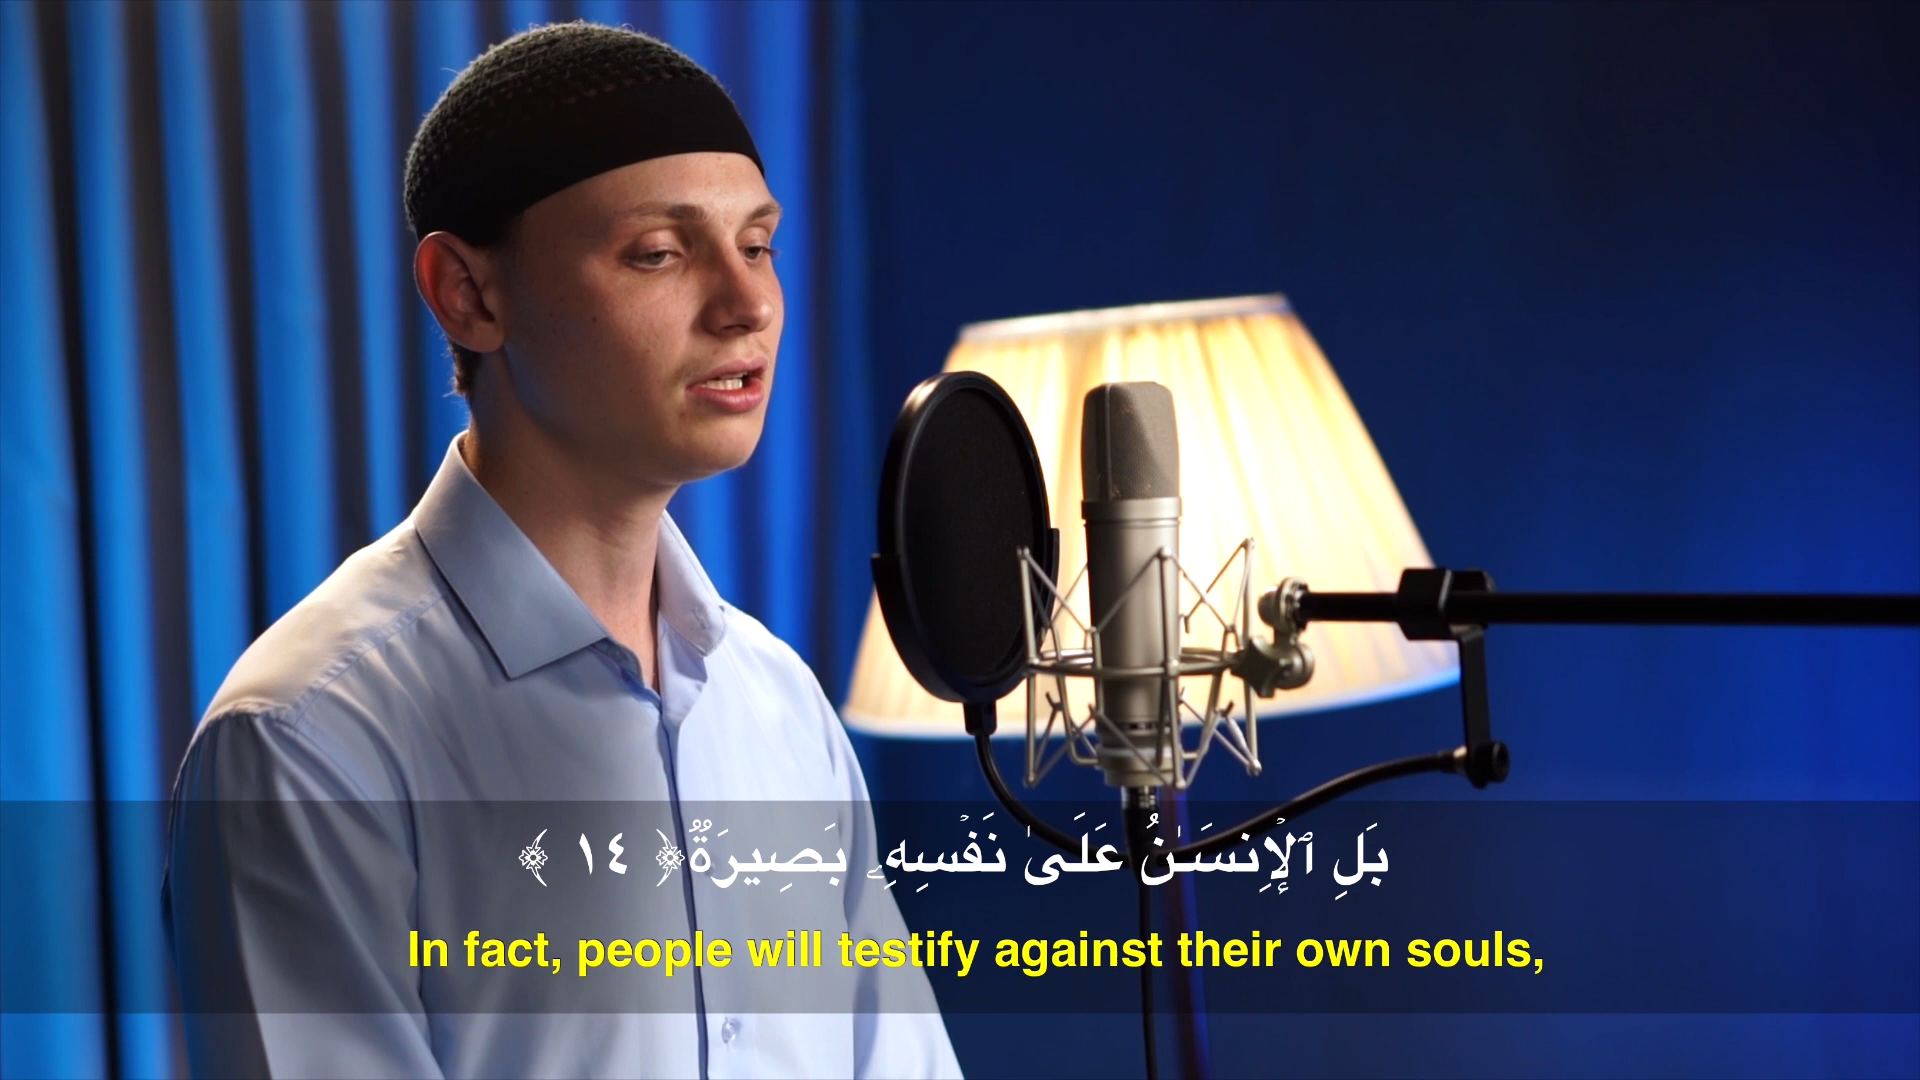 بَلِ ٱلْإِنسَـٰنُ عَلَىٰ نَفْسِهِۦ بَصِيرَةٌ ﴿ ١٤ ﴾
In fact, people will testify against their own souls,